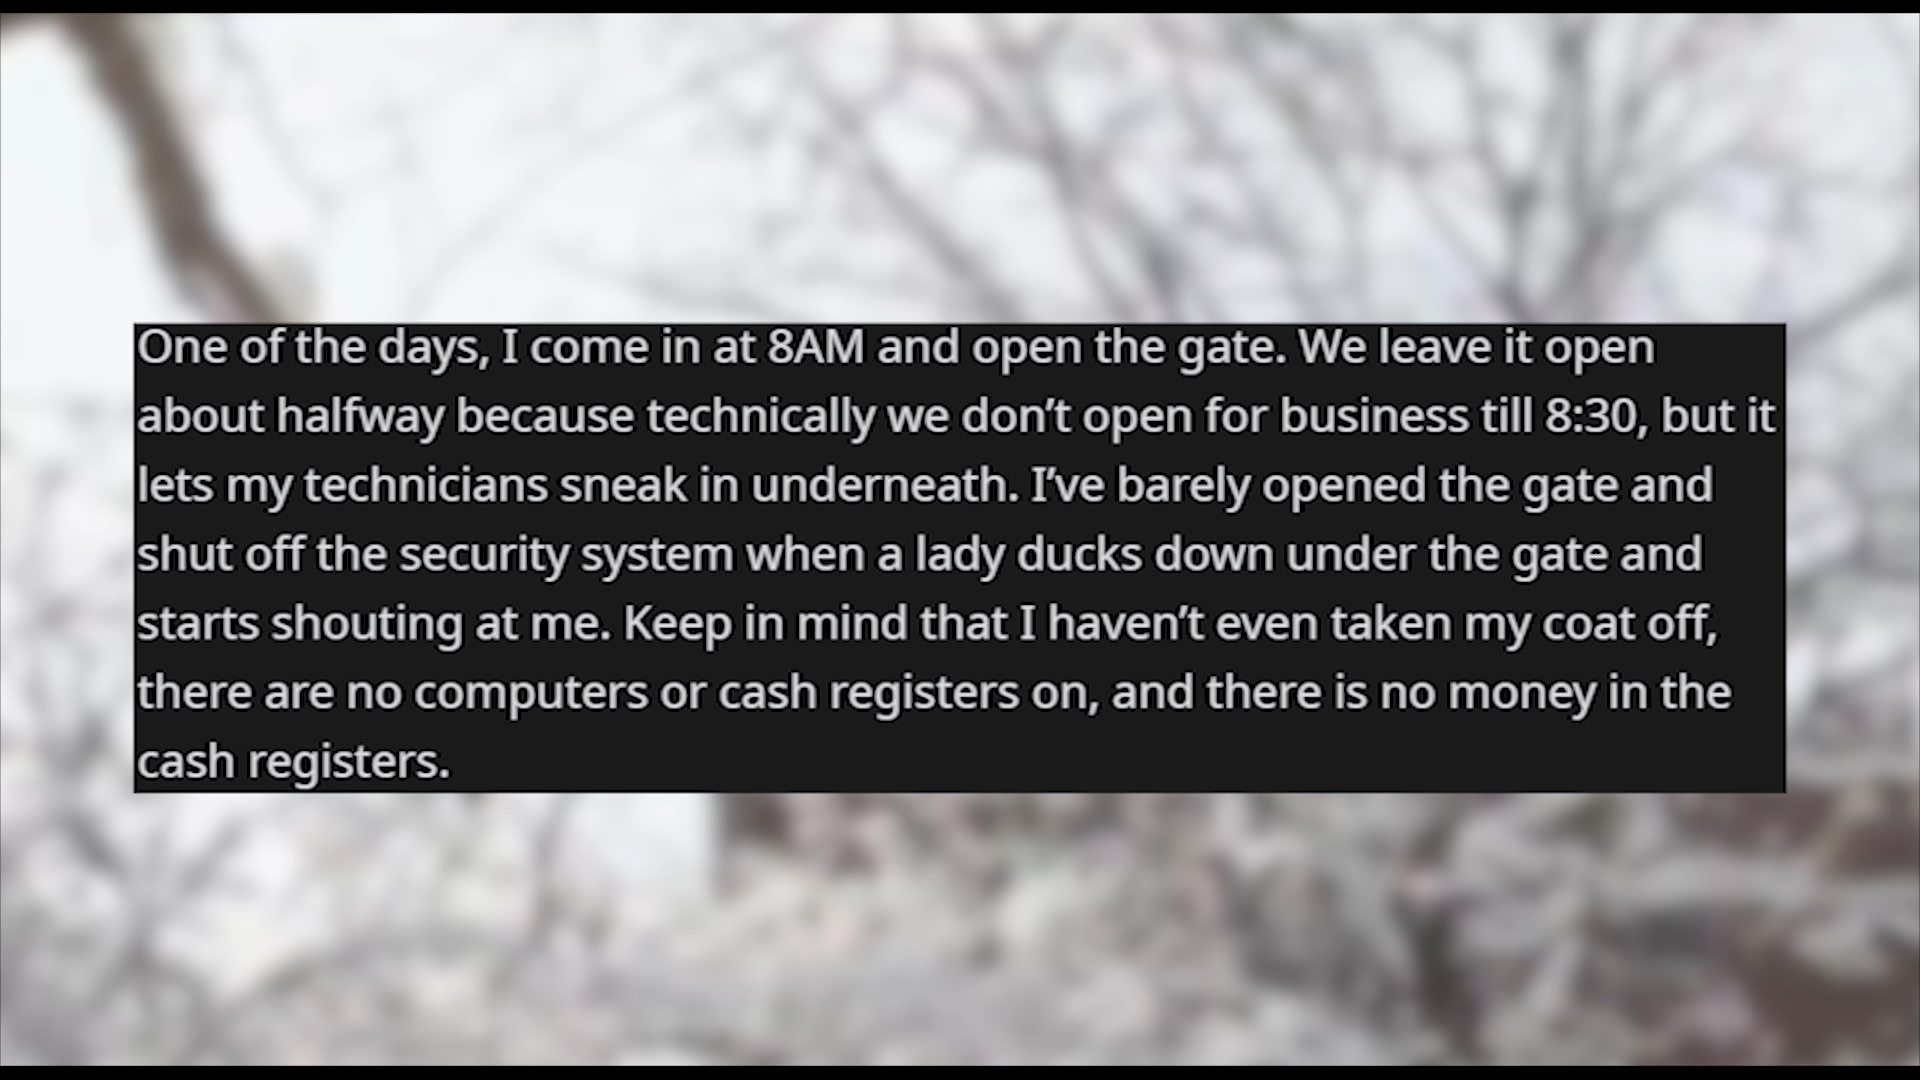 One of the days, I come in at 8AM and open the gate. We leave it open
about halfway because technically we don’t open for business till 8:30, but it
lets my technicians sneak in underneath. I’ve barely opened the gate and
shut off the security system when a lady ducks down under the gate and
starts shouting at me. Keep in mind that I haven’t even taken my coat off,
there are no computers or cash registers on, and there is no money in the
cash registers.